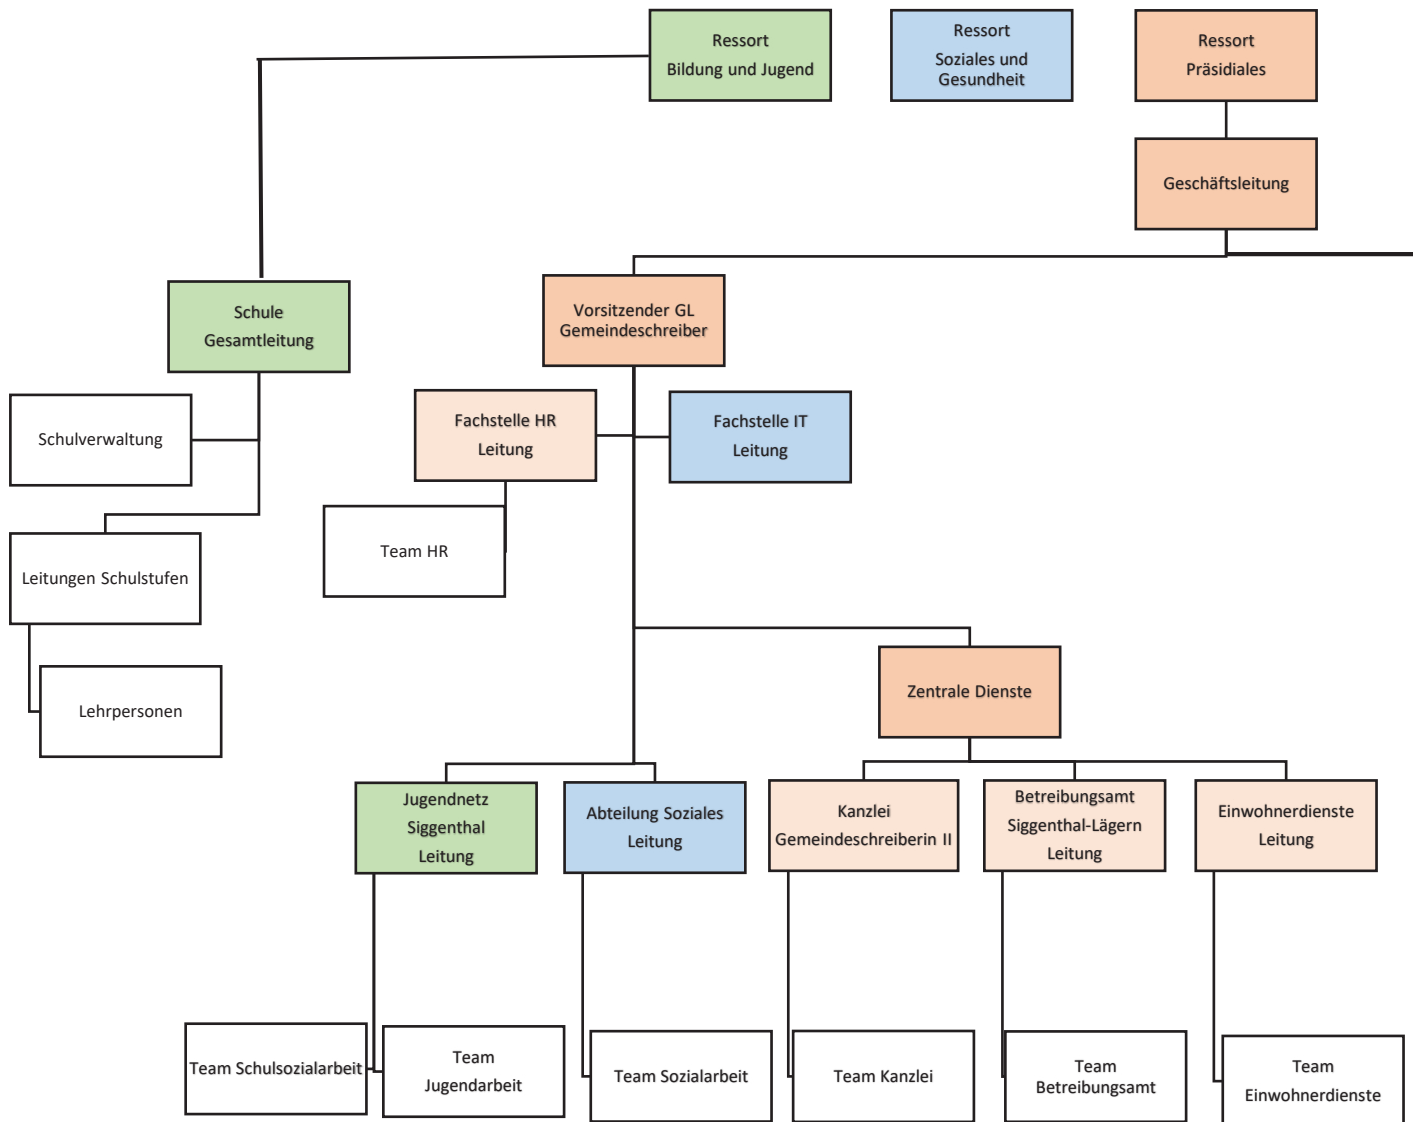 Ressort
Bildung und Jugend
Ressort
Soziales und
Gesundheit
Ressort
Präsidiales
Geschäftsleitung
Schule
Gesamtleitung
Vorsitzender GL
Gemeindeschreiber
Schulverwaltung
Fachstelle HR
Leitung
Fachstelle IT
Leitung
Team HR
Leitungen Schulstufen
Lehrpersonen
Zentrale Dienste
Jugendnetz
Siggenthal
Leitung
Abteilung Soziales
Leitung
Kanzlei
Gemeindeschreiberin II
Betreibungsamt
Siggenthal-Lägern
Leitung
Einwohnerdienste
Leitung
Team Schulsozialarbeit
Team
Jugendarbeit
Team Sozialarbeit
Team Kanzlei
Team
Betreibungsamt
Team
Einwohnerdienste